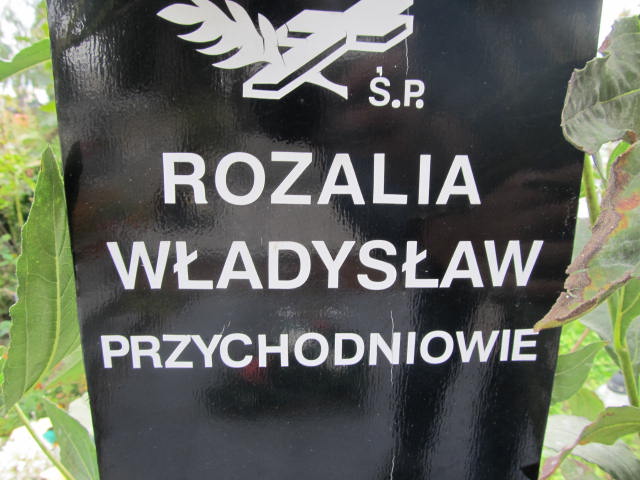 Ś.P.
ROZALIA
WŁADYSŁAW
PRZYCHODNIOWIE